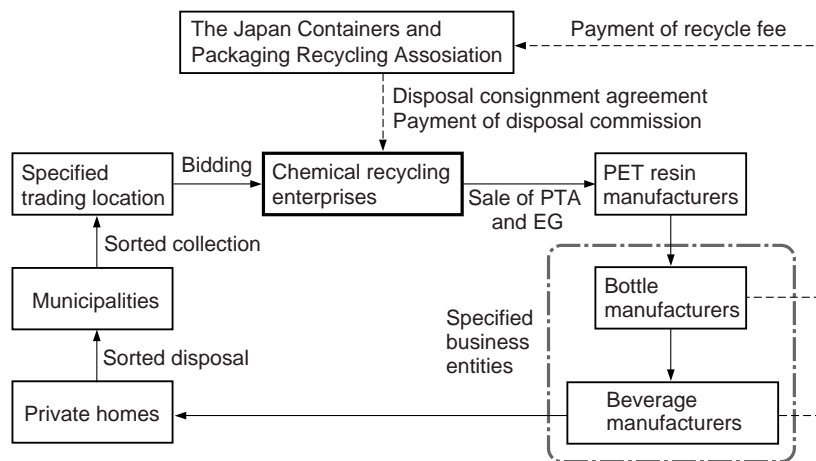 The Japan Containers and
Packaging Recycling Assosiation
Payment of recycle fee
Disposal consignment agreement
Payment of disposal commission
Specified
trading location
Bidding
Chemical recycling
enterprises
Sale of PTA
and EG
PET resin
manufacturers
Sorted collection
Municipalities
Bottle
manufacturers
Specified
business
entities
Sorted disposal
Private homes
Beverage
manufacturers